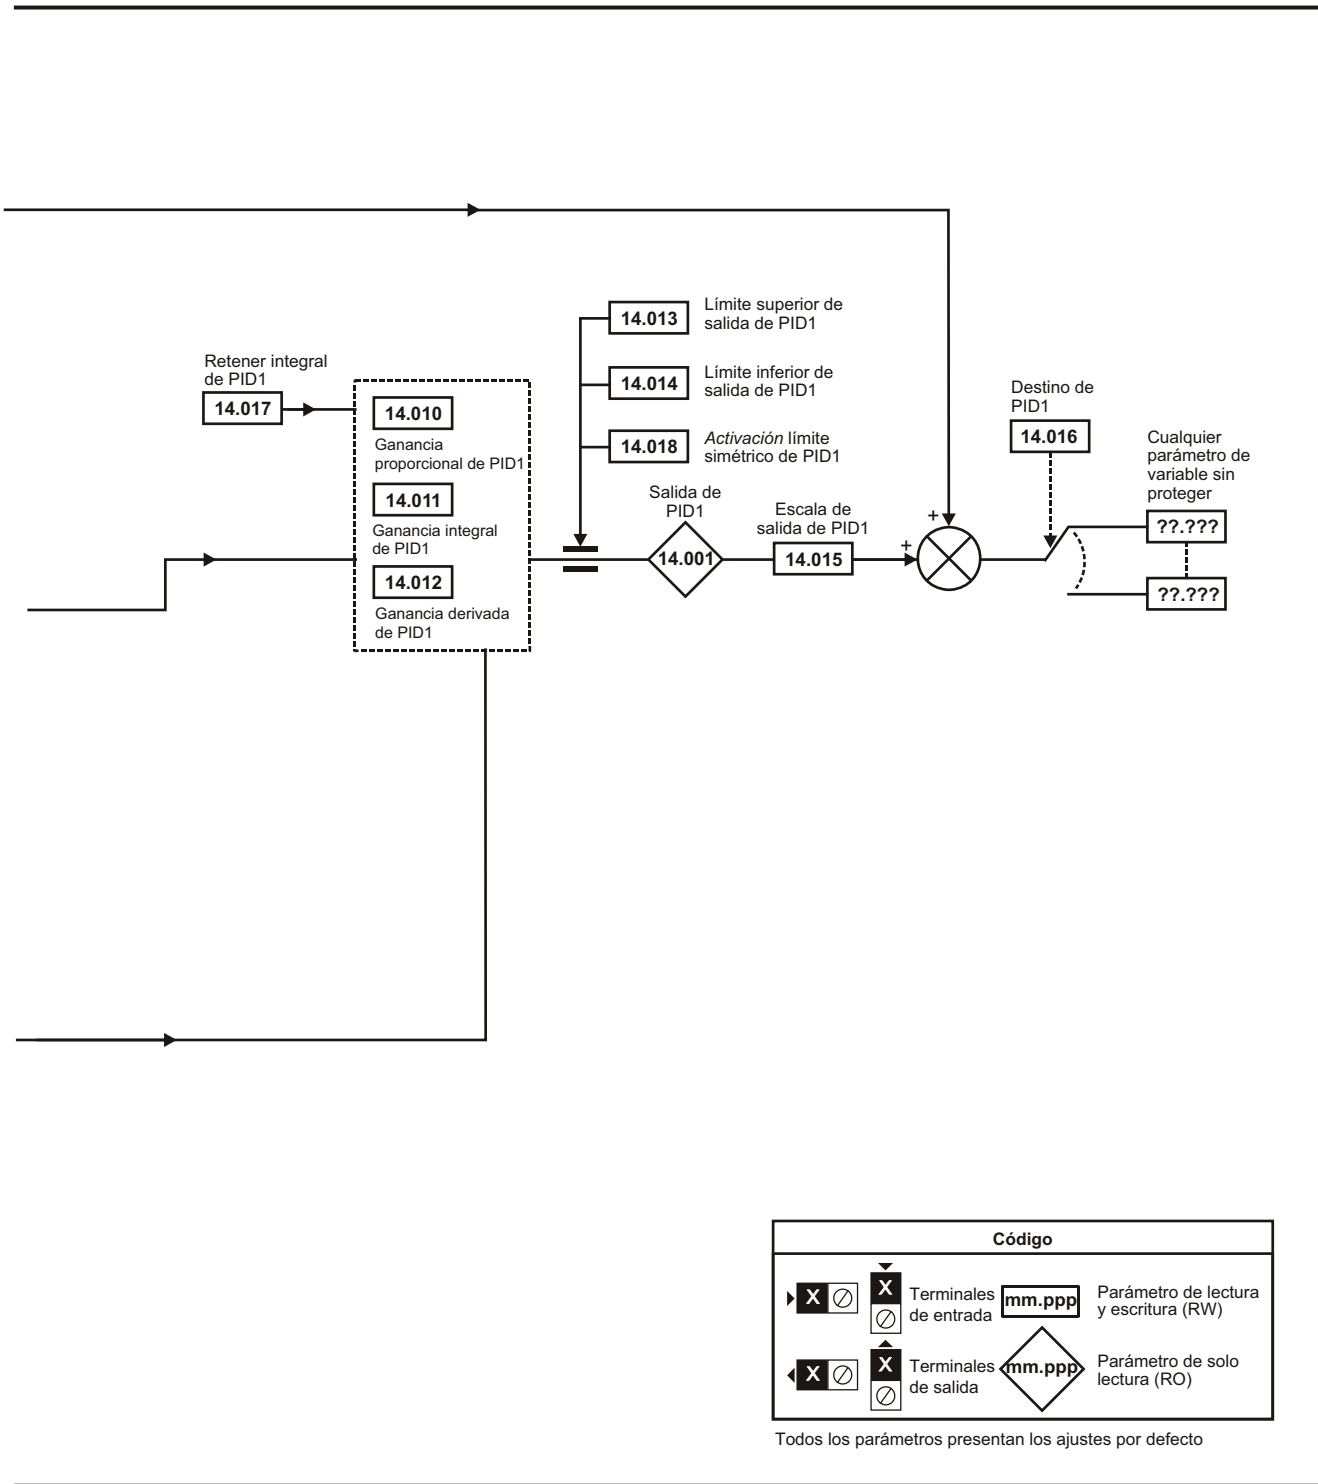 Retener integral
de PID1
14.017
14.010
Ganancia
proporcional de PID1
14.011
Ganancia integral
de PID1
14.012
Ganancia derivada
de PID1
14.013
Límite superior de
salida de PID1
14.014
Límite inferior de
salida de PID1
14.018
Activación límite
simétrico de PID1
Salida de
PID1
14.001
Escala de
salida de PID1
14.015
+
+
Destino de
PID1
14.016
Cualquier
parámetro de
variable sin
proteger
??.???
??.???
Código
X
X
Terminales
de entrada
mm.ppp
Parámetro de lectura
y escritura (RW)
X
X
Terminales
de salida
mm.ppp
Parámetro de solo
lectura (RO)
Todos los parámetros presentan los ajustes por defecto